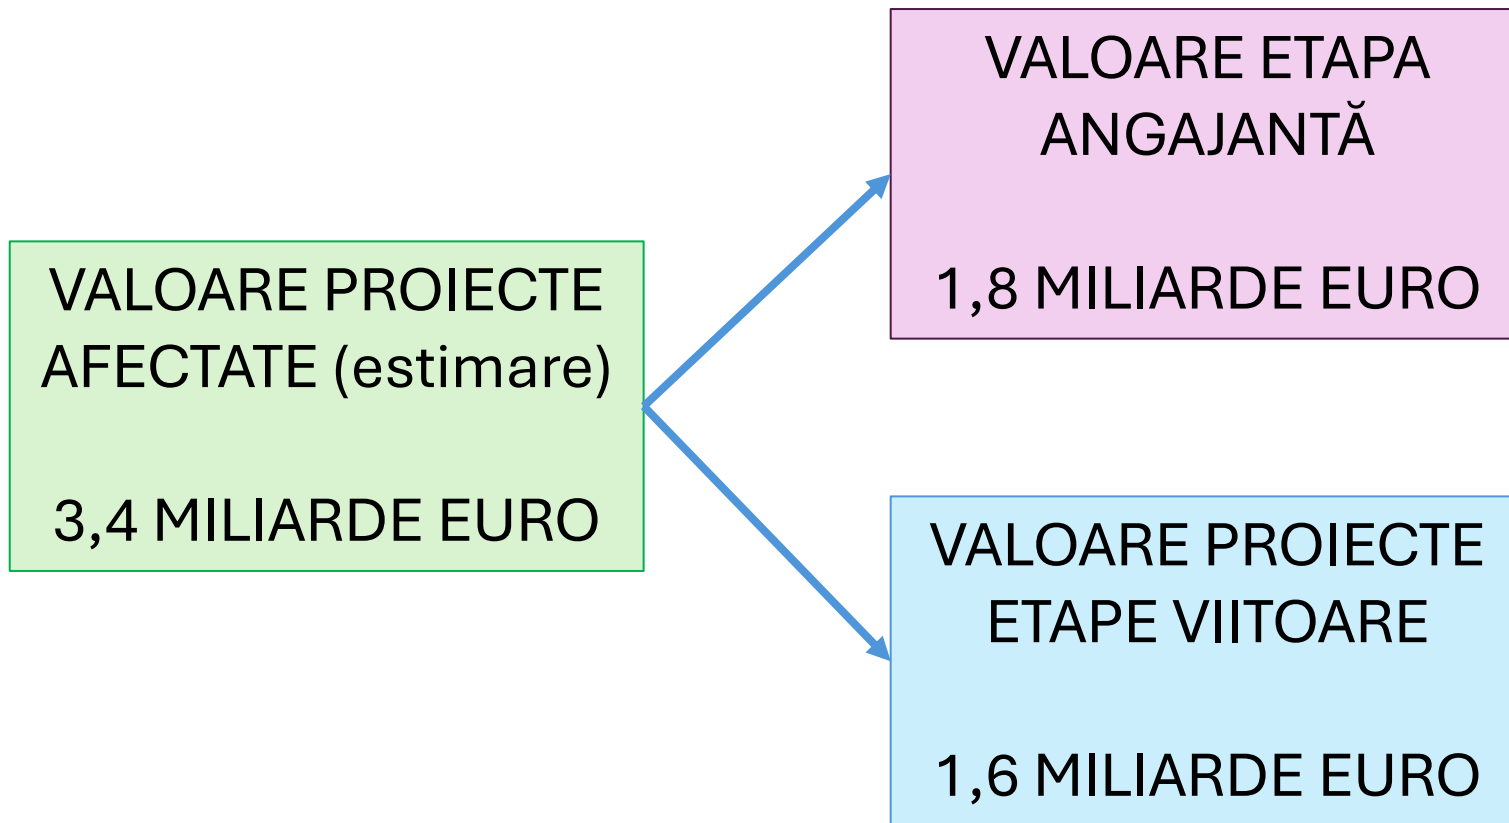 VALOARE PROIECTE
AFECTATE (estimare)
3,4 MILIARDE EURO
VALOARE ETAPA
ANGAJANTĂ
1,8 MILIARDE EURO
VALOARE PROIECTE
ETAPE VIITOARE
1,6 MILIARDE EURO